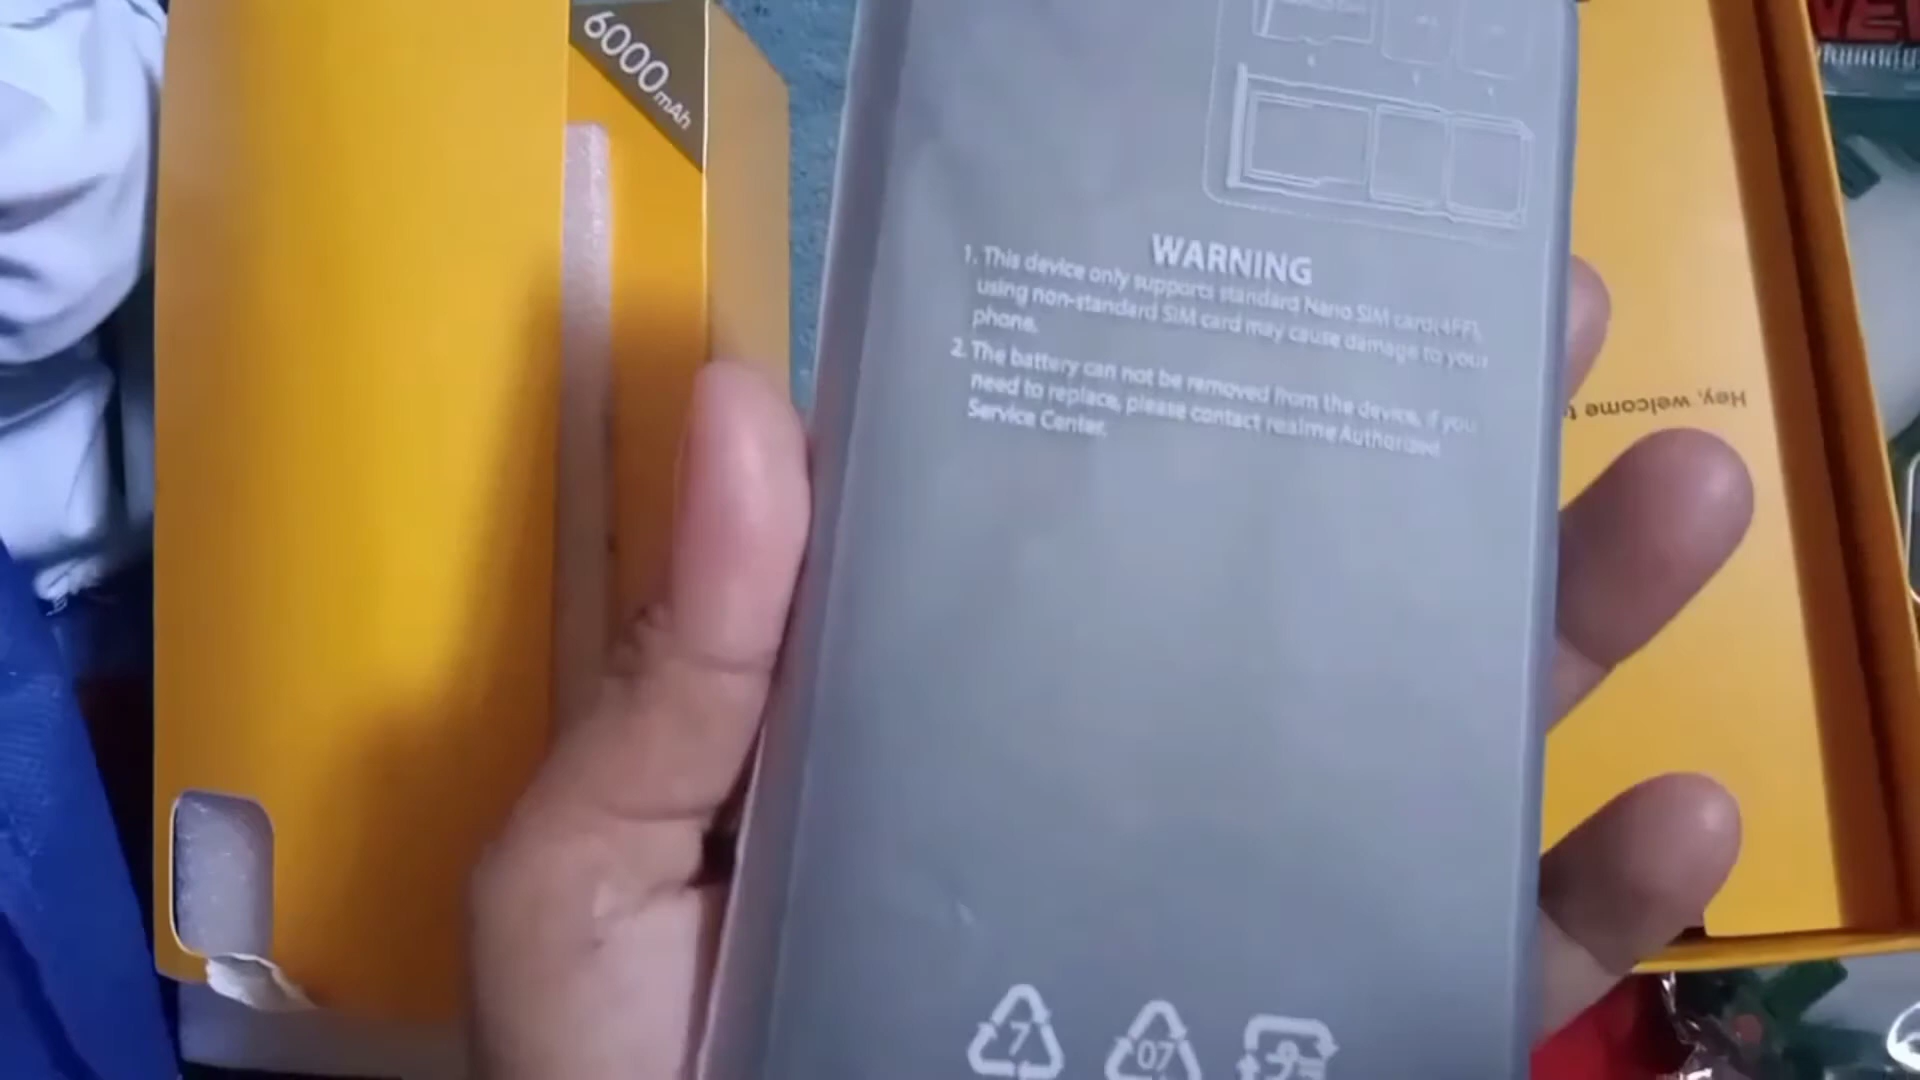 6000mAh
WARNING
1. This device only supports standard Nano SIM card(4FF),
using non-standard SIM card may cause damage to your
phone.
2. The battery can not be removed from the device, if you
need to replace, please contact realme Authorized
Service Center.
Hey, welcome
7
07